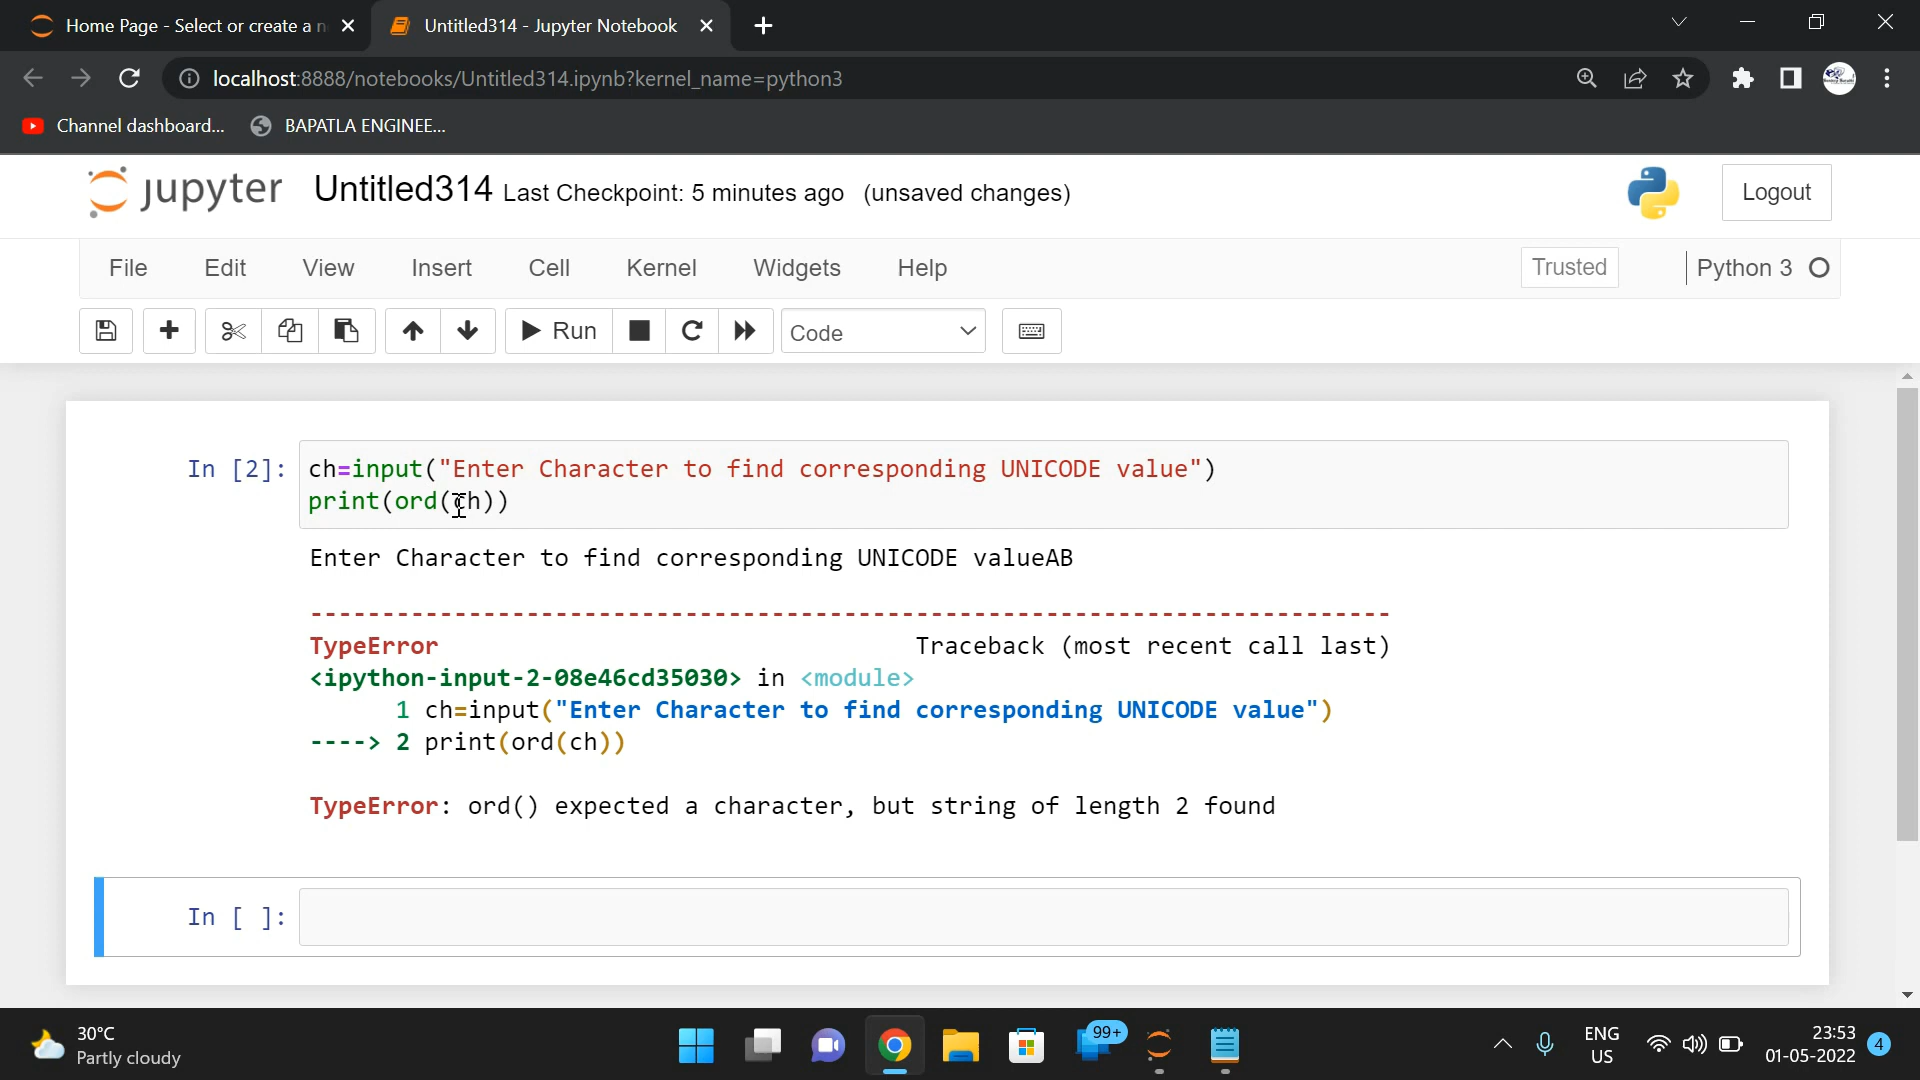 Home Page - Select or create a n
Untitled314 - Jupyter Notebook
localhost:8888/notebooks/Untitled314.ipynb?kernel_name=python3
Channel dashboard...
BAPATLA ENGINEE...
jupyter Untitled314 Last Checkpoint: 5 minutes ago (unsaved changes)
Logout
File Edit View Insert Cell Kernel Widgets Help
Trusted
Python 3
Run
Code
In [2]: ch=input("Enter Character to find corresponding UNICODE value")
print(ord(ch))
Enter Character to find corresponding UNICODE valueAB
---------------------------------------------------------------------------
TypeError Traceback (most recent call last)
<ipython-input-2-08e46cd35030> in <module>
1 ch=input("Enter Character to find corresponding UNICODE value")
----> 2 print(ord(ch))
TypeError: ord() expected a character, but string of length 2 found
In [ ]:
30°C
Partly cloudy
99+
ENG
US
23:53
01-05-2022
4